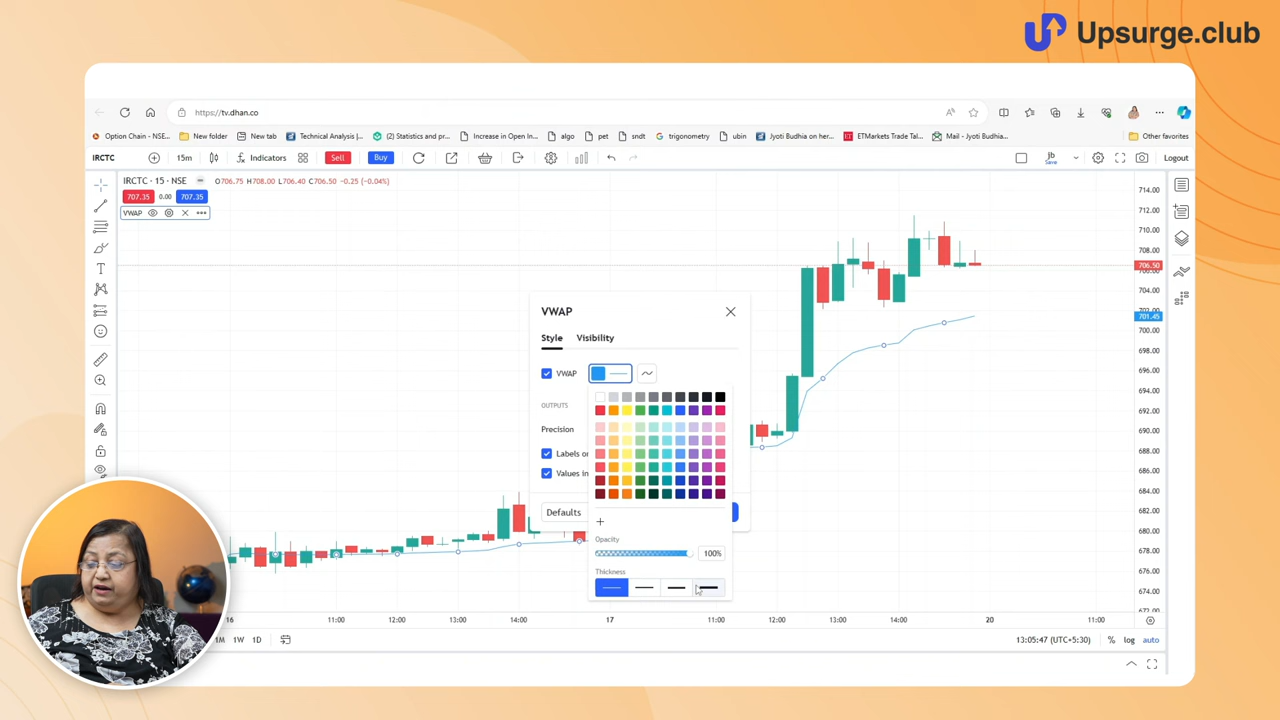 Upsurge.club
https://tv.dhan.co
Option Chain - NSE...
New folder
New tab
Technical Analysis J...
(2) Statistics and pr...
Increase in Open In...
algo
pet
sndt
trigonometry
ubin
Jyoti Budhia on her...
ETMarkets Trade Tal...
Mail - Jyoti Budhia...
Other favorites
IRCTC
15m
Indicators
Sell
Buy
jb
Save
Logout
IRCTC · 15 · NSE
O706.75 H708.00 L706.40 C706.50 -0.25 (-0.04%)
707.35
0.00
707.35
VWAP
714.00
712.00
710.00
708.00
706.50
704.00
701.45
700.00
698.00
696.00
694.00
692.00
690.00
688.00
686.00
684.00
682.00
680.00
678.00
676.00
674.00
672.00
VWAP
Style
Visibility
VWAP
OUTPUTS
Precision
Labels
Values
Defaults
Opacity
100%
Thickness
16
11:00
12:00
13:00
14:00
17
11:00
12:00
13:00
14:00
20
11:00
1M
1W
1D
13:05:47 (UTC+5:30)
%
log
auto